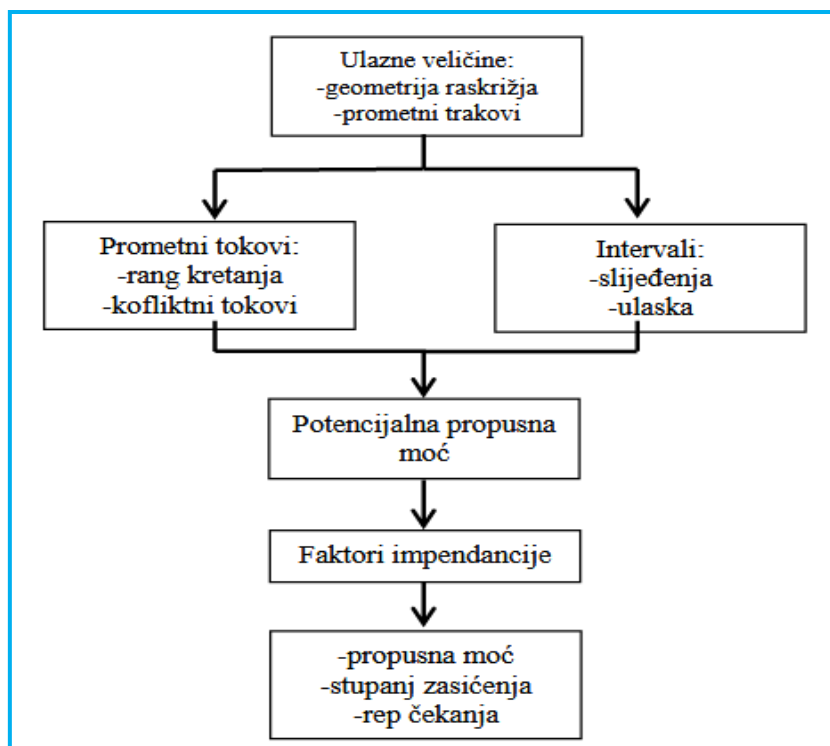 Ulazne veličine:
-geometrija raskrižja
-prometni trakovi
Prometni tokovi:
-rang kretanja
-kofliktni tokovi
Intervali:
-slijeđenja
-ulaska
Potencijalna propusna
moć
Faktori impendancije
-propusna moć
-stupanj zasićenja
-rep čekanja